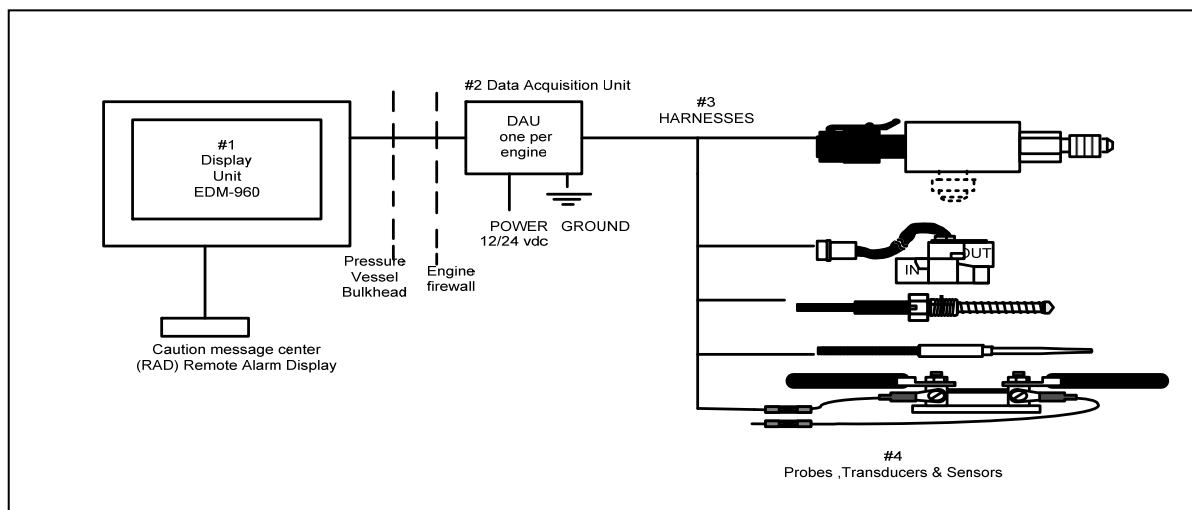 #1
Display
Unit
EDM-960
Caution message center
(RAD) Remote Alarm Display
Pressure
Vessel
Bulkhead
Engine
firewall
#2 Data Acquisition Unit
DAU
one per
engine
POWER
12/24 vdc
GROUND
#3
HARNESSES
IN
OUT
#4
Probes ,Transducers & Sensors